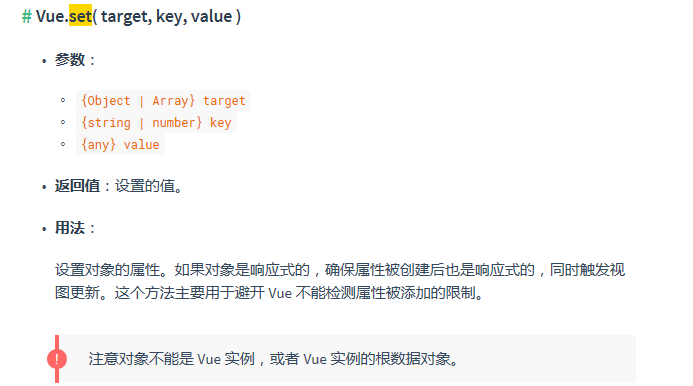 # Vue.set( target, key, value )
• 参数：
◦ {Object | Array} target
◦ {string | number} key
◦ {any} value
• 返回值：设置的值。
• 用法：
设置对象的属性。如果对象是响应式的，确保属性被创建后也是响应式的，同时触发视
图更新。这个方法主要用于避开 Vue 不能检测属性被添加的限制。
! 注意对象不能是 Vue 实例，或者 Vue 实例的根数据对象。